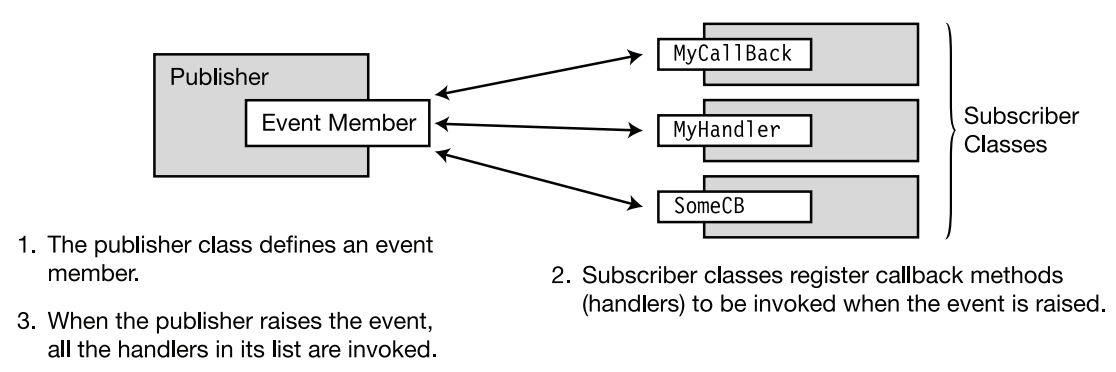 Publisher
Event Member
MyCallBack
MyHandler
SomeCB
Subscriber
Classes
1. The publisher class defines an event
member.
2. Subscriber classes register callback methods
(handlers) to be invoked when the event is raised.
3. When the publisher raises the event,
all the handlers in its list are invoked.